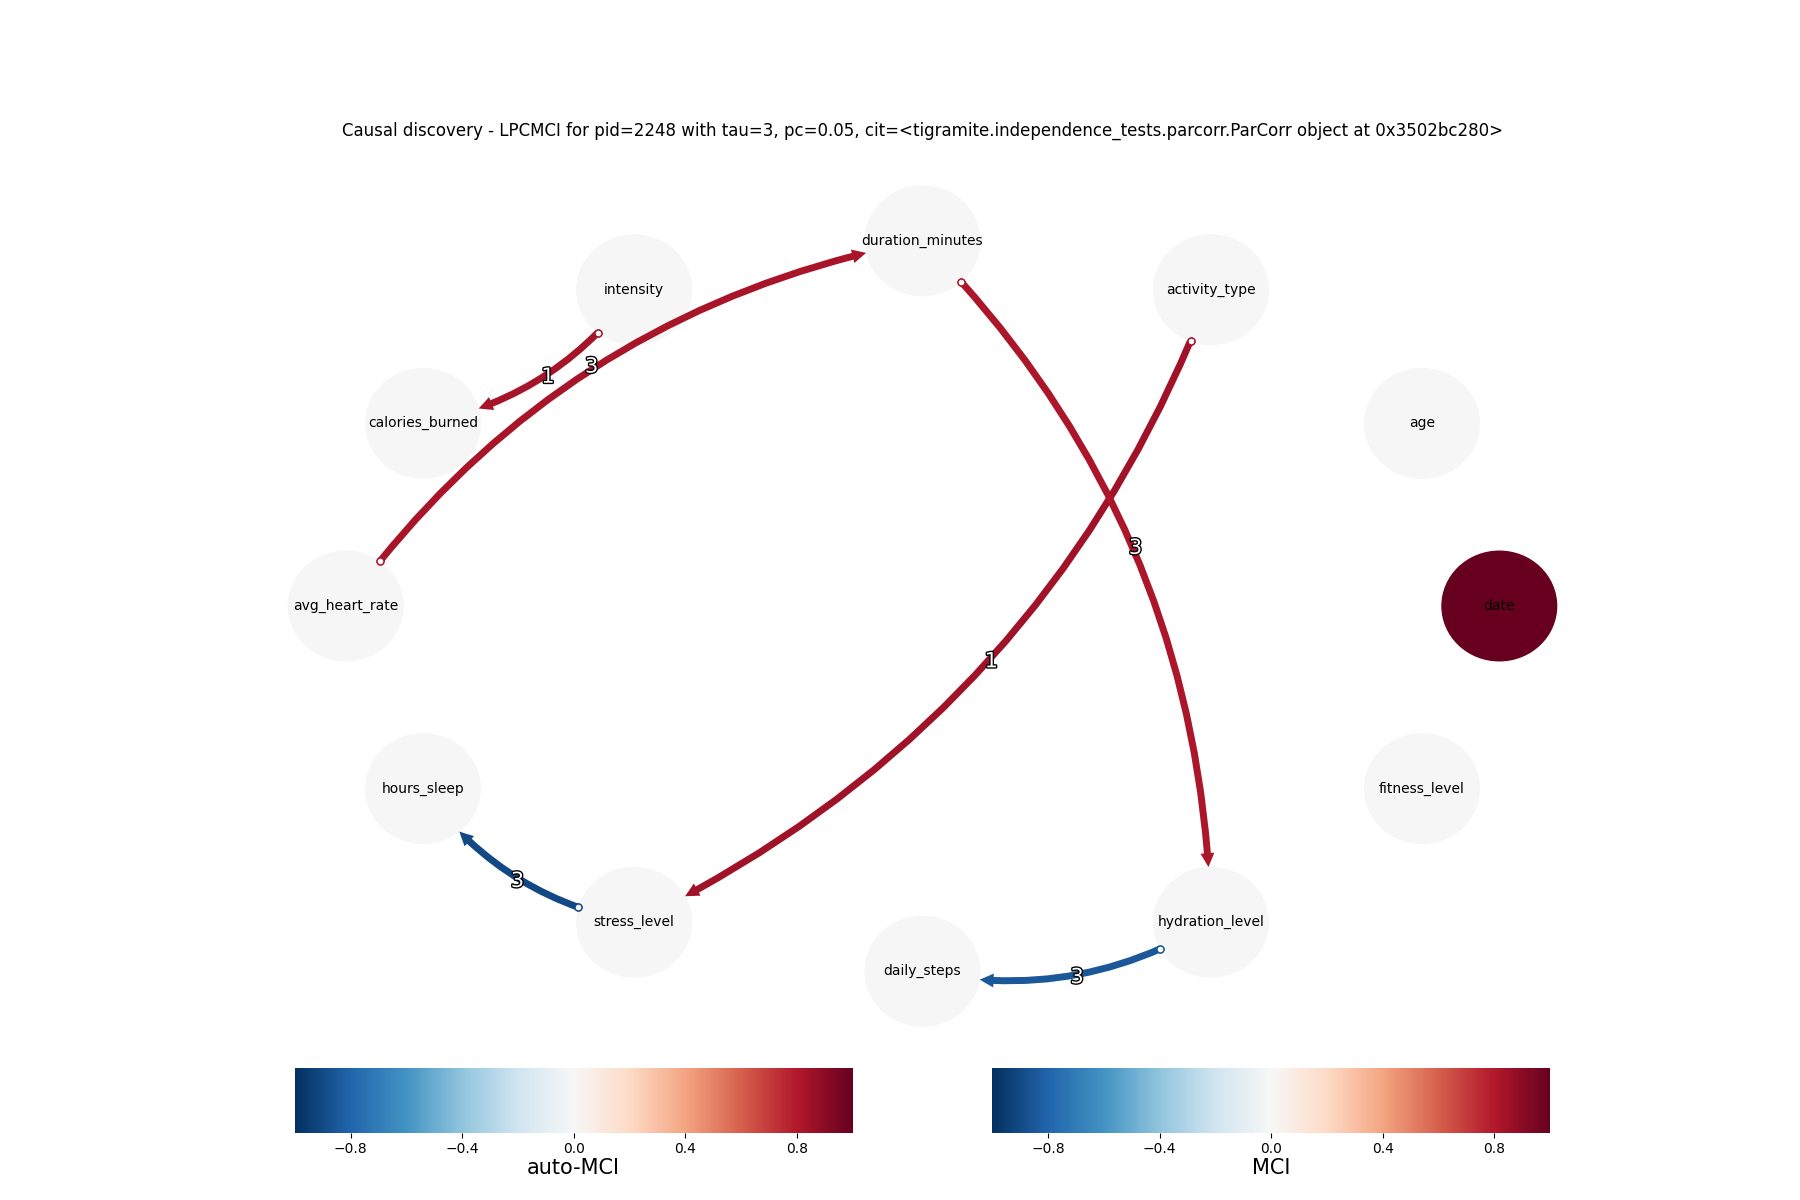 Causal discovery - LPCMCI for pid=2248 with tau=3, pc=0.05, cit=<tigramite.independence_tests.parcorr.ParCorr object at 0x3502bc280>
duration_minutes
intensity
activity_type
1
3
calories_burned
age
3
avg_heart_rate
date
1
hours_sleep
fitness_level
3
stress_level
hydration_level
daily_steps
3
−0.8 −0.4 0.0 0.4 0.8
auto-MCI
−0.8 −0.4 0.0 0.4 0.8
MCI